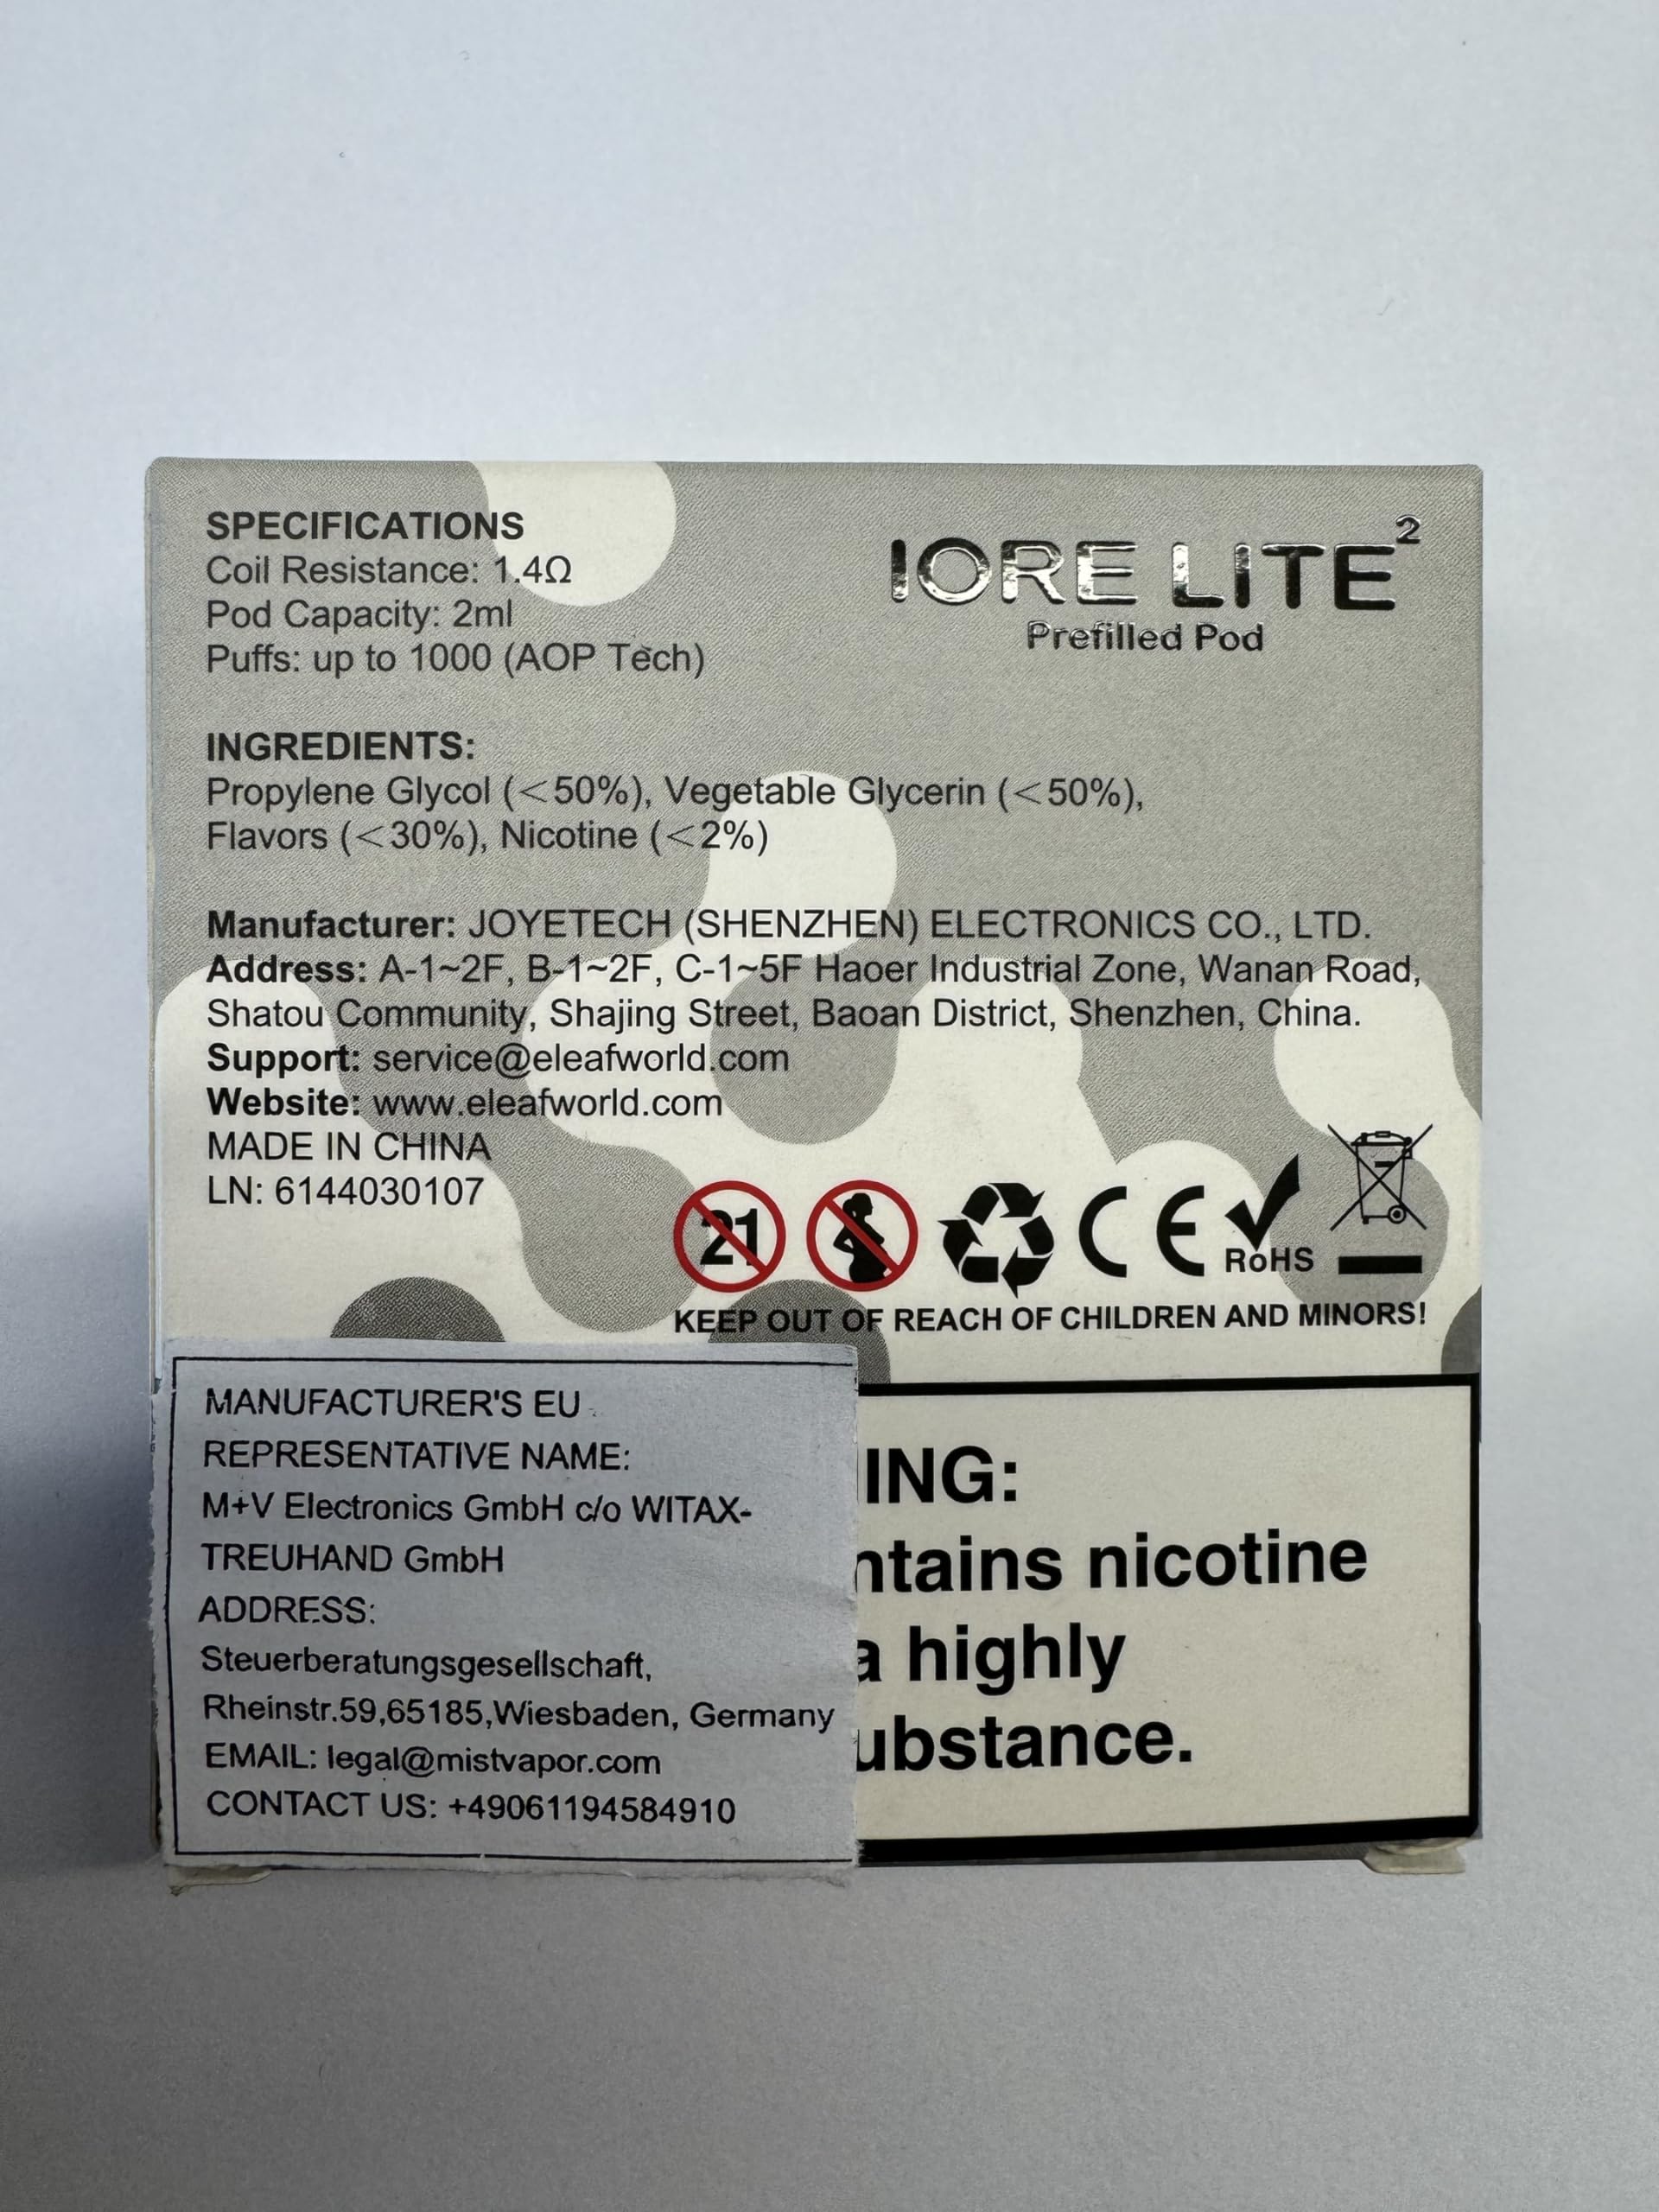 SPECIFICATIONS
Coil Resistance: 1.4Ω
Pod Capacity: 2ml
Puffs: up to 1000 (AOP Tech)
IORE LITE²
Prefilled Pod
INGREDIENTS:
Propylene Glycol (<50%), Vegetable Glycerin (<50%),
Flavors (<30%), Nicotine (<2%)
Manufacturer: JOYETECH (SHENZHEN) ELECTRONICS CO., LTD.
Address: A-1~2F, B-1~2F, C-1~5F Haoer Industrial Zone, Wanan Road,
Shatou Community, Shajing Street, Baoan District, Shenzhen, China.
Support: service@eleafworld.com
Website: www.eleafworld.com
MADE IN CHINA
LN: 6144030107
21
CE
RoHS
KEEP OUT OF REACH OF CHILDREN AND MINORS!
MANUFACTURER'S EU
REPRESENTATIVE NAME:
M+V Electronics GmbH c/o WITAX-
TREUHAND GmbH
ADDRESS:
Steuerberatungsgesellschaft,
Rheinstr.59,65185,Wiesbaden, Germany
EMAIL: legal@mistvapor.com
CONTACT US: +49061194584910
ING:
ntains nicotine
a highly
ubstance.